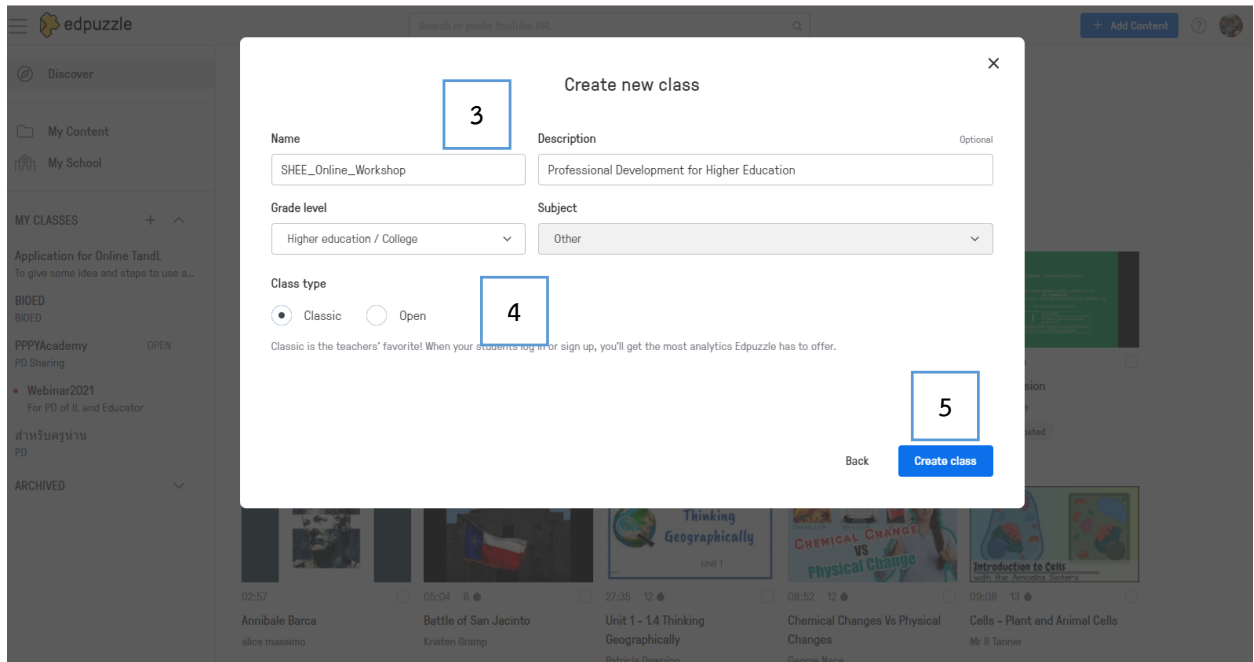 edpuzzle
Search or paste YouTube URL
+ Add Content
?
Discover
My Content
My School
MY CLASSES +
Application for Online TandL
To give some idea and steps to use a...
BIOED
BIOED
PPPYAcademy OPEN
PD Sharing
Webinar2021
For PD of IL and Educator
สำหรับครูน่าน
PD
ARCHIVED
Create new class
3
Name
Description Optional
SHEE_Online_Workshop
Professional Development for Higher Education
Grade level
Subject
Higher education / College
Other
Class type
4
Classic Open
Classic is the teachers' favorite! When your students log in or sign up, you'll get the most analytics Edpuzzle has to offer.
5
Back Create class
sion
Thinking
Geographically
Unit 1
CHEMICAL CHANGE
VS
Physical Change
Introduction to Cells
with the Amoeba Sisters
02:57
Annibale Barca
alice massimo
05:04 6
Battle of San Jacinto
Kristen Gramp
27:35 12
Unit 1 - 1.4 Thinking
Geographically
Patricia Downing
08:52 12
Chemical Changes Vs Physical
Changes
George Nace
09:08 13
Cells - Plant and Animal Cells
Mr R Tanner